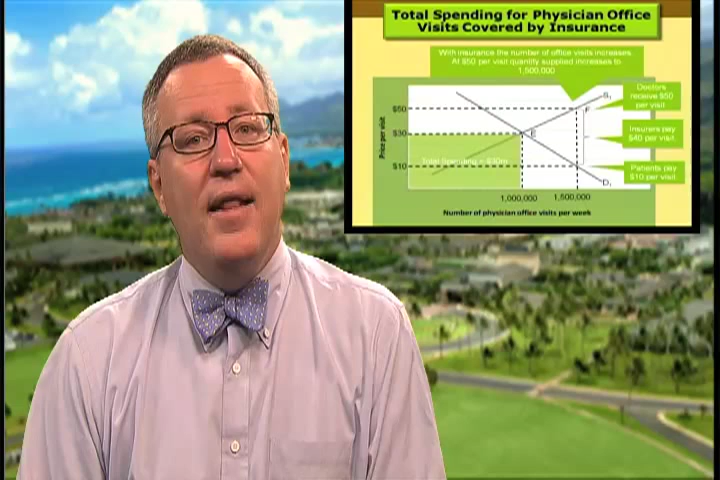 Total Spending for Physician Office
Visits Covered by Insurance
With insurance the number of office visits increases.
At $50 per visit quantity supplied increases to
1,500,000
Doctors
receive $50
per visit
Insurers pay
$40 per visit
Patients pay
$10 per visit
Price per visit
$50
$30
$10
S₁
F
E
D₁
Total Spending = $30m
1,000,000
1,500,000
Number of physician office visits per week